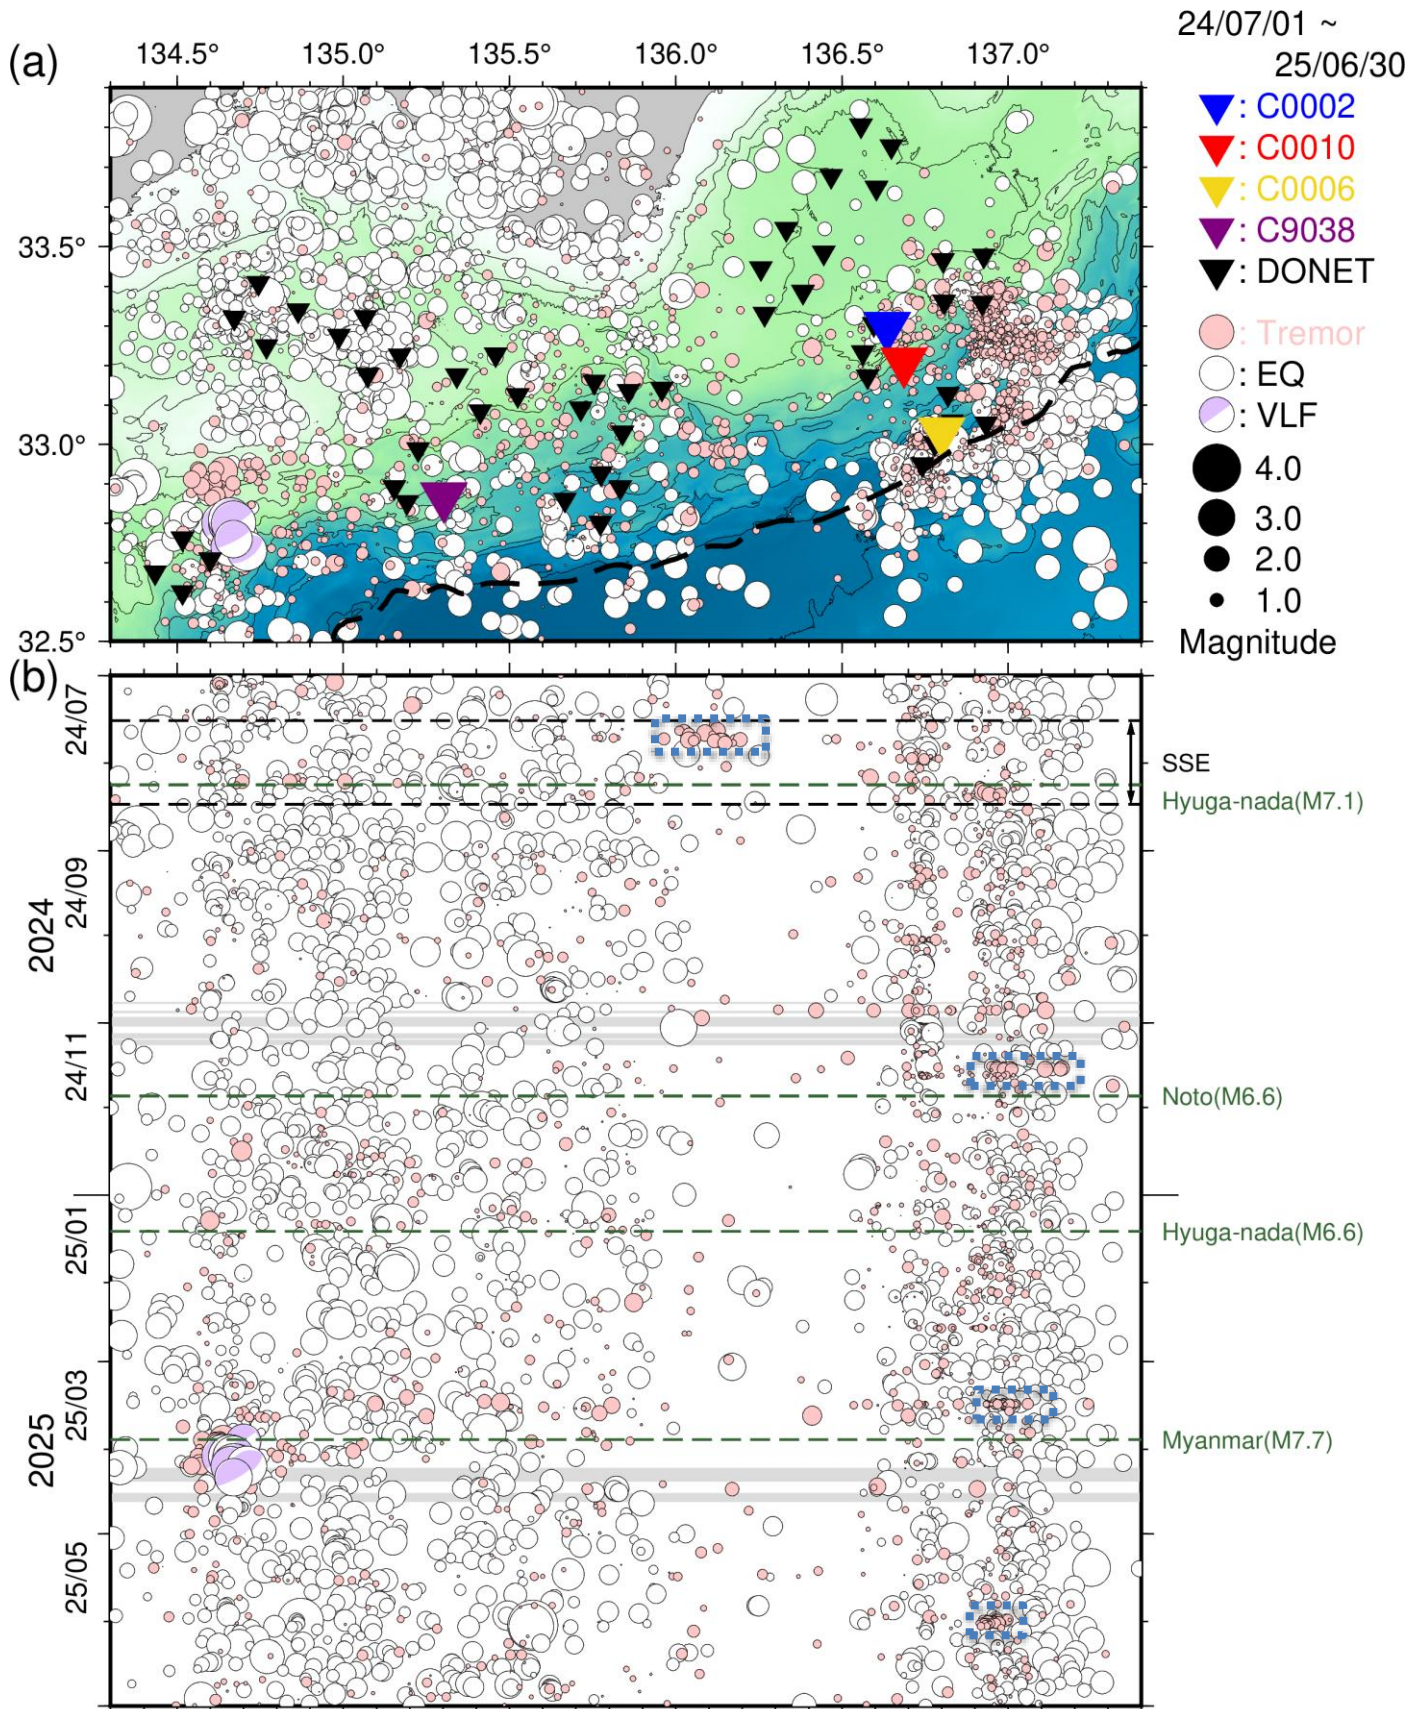 (a)
134.5° 135.0° 135.5° 136.0° 136.5° 137.0°
24/07/01 ~
25/06/30
: C0002
: C0010
: C0006
: C9038
: DONET
: Tremor
: EQ
: VLF
4.0
3.0
2.0
1.0
Magnitude
33.5°
33.0°
32.5°
(b)
24/07
SSE
Hyuga-nada(M7.1)
24/09
2024
24/11
Noto(M6.6)
25/01
Hyuga-nada(M6.6)
25/03
2025
Myanmar(M7.7)
25/05